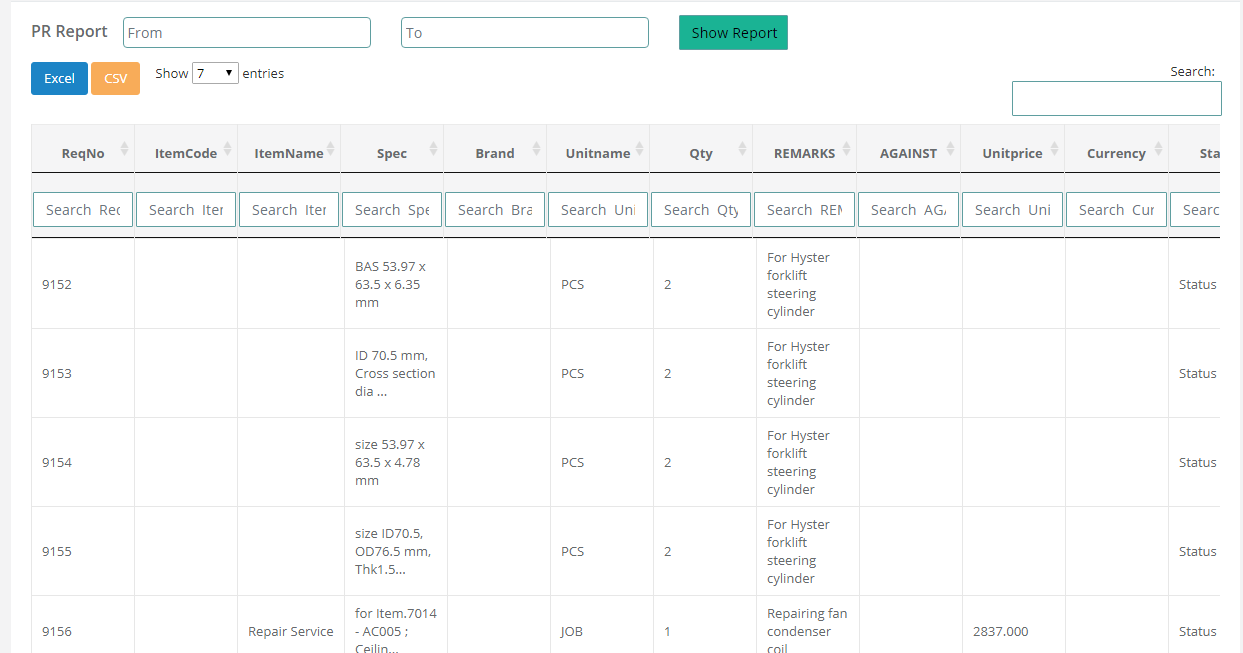 PR Report From To Show Report
Excel CSV Show 7 entries Search:
ReqNo ItemCode ItemName Spec Brand Unitname Qty REMARKS AGAINST Unitprice Currency Sta
Search Rec Search Iter Search Iter Search Spe Search Bra Search Uni Search Qty Search REM Search AGA Search Uni Search Cur Searc
9152 BAS 53.97 x 63.5 x 6.35 mm PCS 2 For Hyster forklift steering cylinder Status
9153 ID 70.5 mm, Cross section dia ... PCS 2 For Hyster forklift steering cylinder Status
9154 size 53.97 x 63.5 x 4.78 mm PCS 2 For Hyster forklift steering cylinder Status
9155 size ID70.5, OD76.5 mm, Thk1.5... PCS 2 For Hyster forklift steering cylinder Status
9156 Repair Service for Item.7014 - AC005 ; Ceilin... JOB 1 Repairing fan condenser coil 2837.000 Status